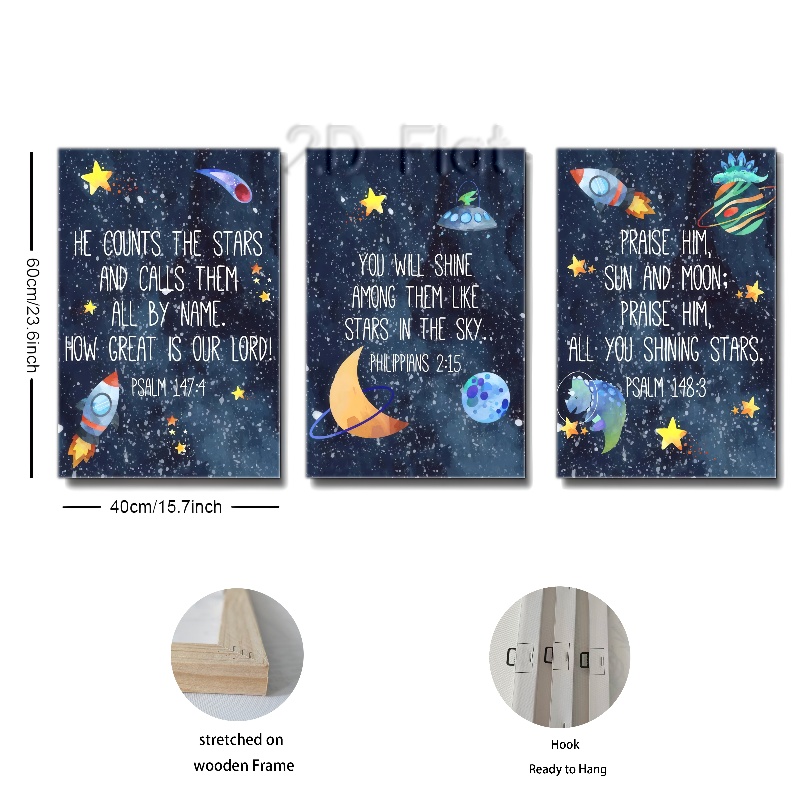 2D Flat
60cm/23.6inch
HE COUNTS THE STARS
AND CALLS THEM
ALL BY NAME.
HOW GREAT IS OUR LORD!
PSALM 147:4
YOU WILL SHINE
AMONG THEM LIKE
STARS IN THE SKY.
PHILIPPIANS 2:15
PRAISE HIM,
SUN AND MOON;
PRAISE HIM,
ALL YOU SHINING STARS.
PSALM 148:3
40cm/15.7inch
stretched on
wooden Frame
Hook
Ready to Hang